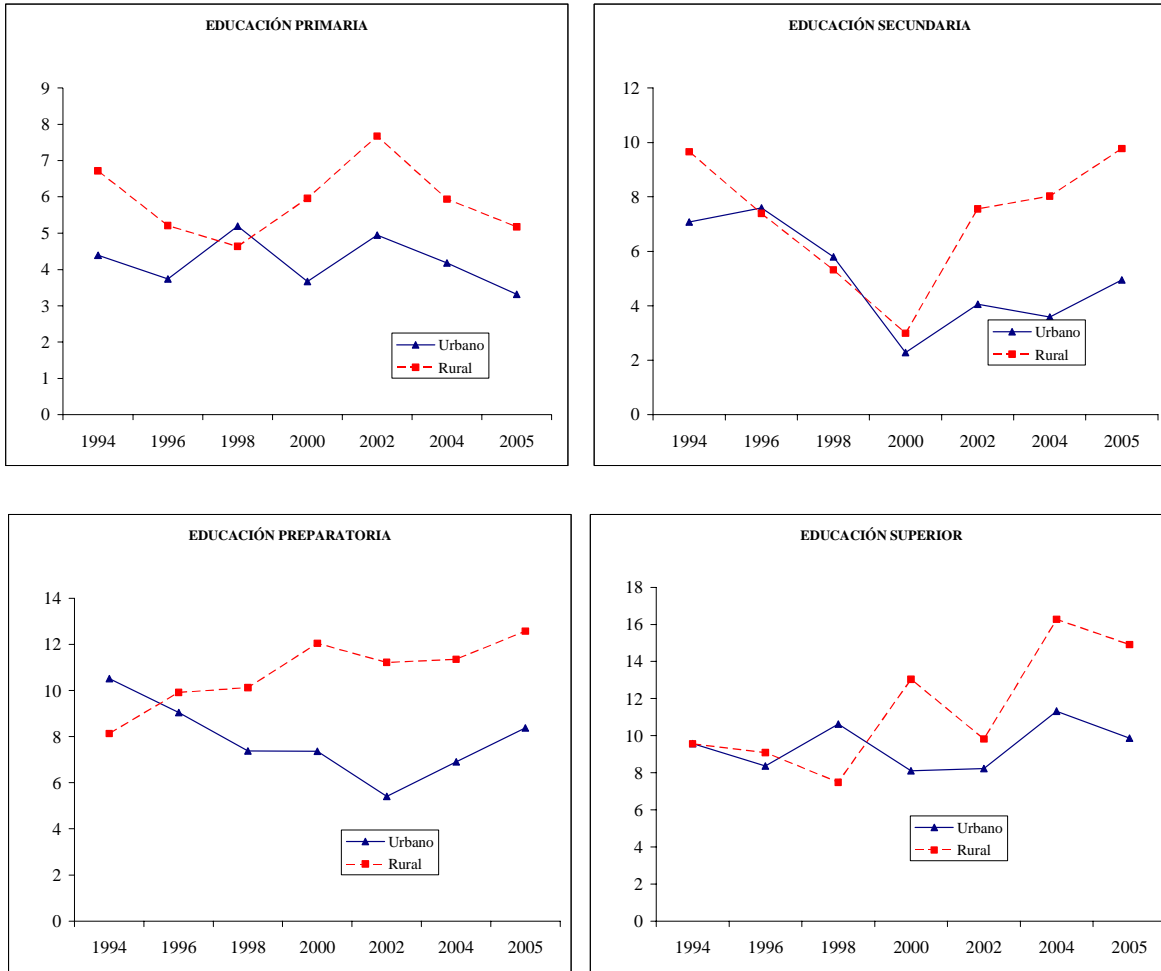 EDUCACIÓN PRIMARIA
9
8
7
6
5
4
3
2
1
0
1994 1996 1998 2000 2002 2004 2005
Urbano
Rural
EDUCACIÓN SECUNDARIA
12
10
8
6
4
2
0
1994 1996 1998 2000 2002 2004 2005
Urbano
Rural
EDUCACIÓN PREPARATORIA
14
12
10
8
6
4
2
0
1994 1996 1998 2000 2002 2004 2005
Urbano
Rural
EDUCACIÓN SUPERIOR
18
16
14
12
10
8
6
4
2
0
1994 1996 1998 2000 2002 2004 2005
Urbano
Rural